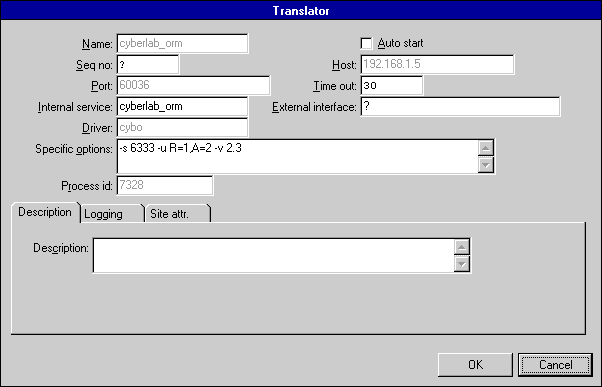 Translator
Name: cyberlab_orm Auto start
Seq no: ? Host: 192.168.1.5
Port: 60036 Time out: 30
Internal service: cyberlab_orm External interface: ?
Driver: cybo
Specific options: -s 6333 -u R=1,A=2 -v 2.3
Process id: 7328
Description Logging Site attr.
Description:
OK Cancel